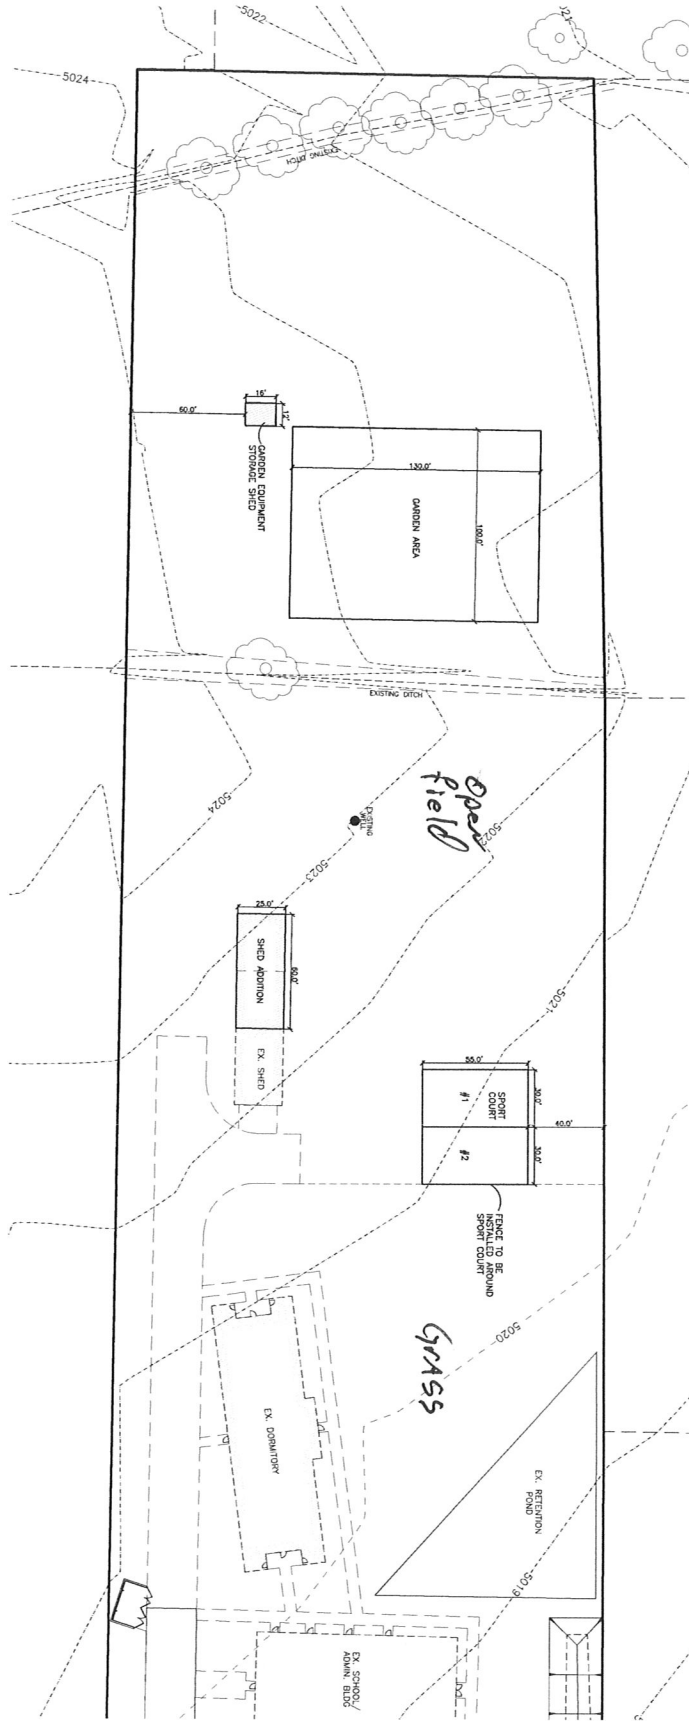 5022
5021
5024
EXISTING DITCH
16'
12'
60.0'
GARDEN EQUIPMENT
STORAGE SHED
130.0'
100.0'
GARDEN AREA
EXISTING DITCH
5024
Open
field
5022
EXISTING
WELL
5023
25.0'
SHED ADDITION
60.0'
5021
EX. SHED
55.0'
SPORT
COURT
#1
30.0'
40.0'
#2
30.0'
FENCE TO BE
INSTALLED AROUND
SPORT COURT
5020
GRASS
EX. DORMITORY
EX. RETENTION
POND
5019
EX. SCHOOL/
ADMIN. BLDG